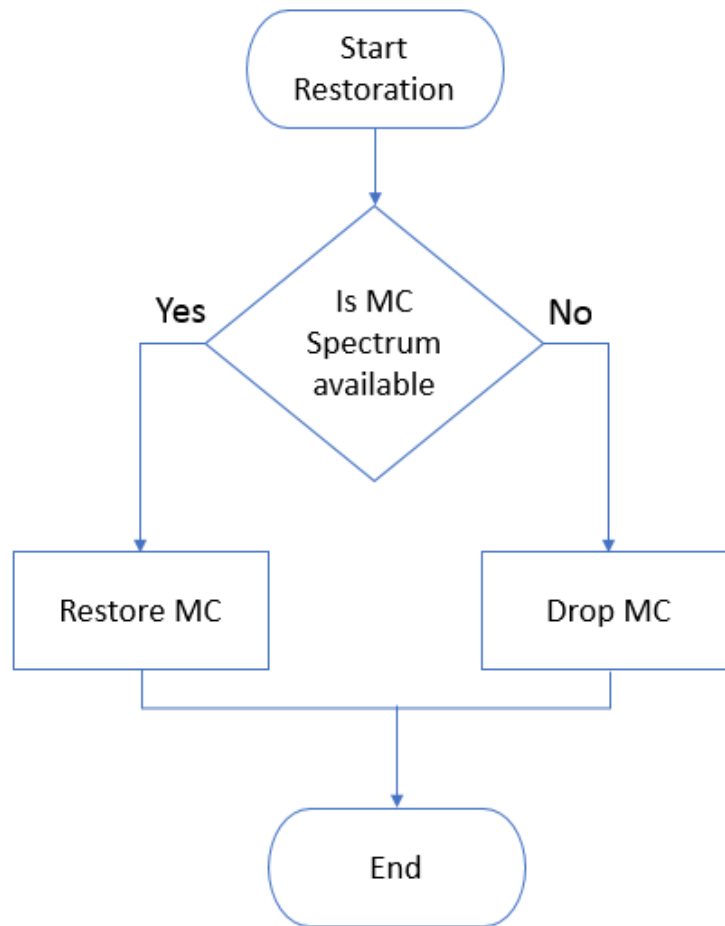 Start
Restoration
Is MC
Spectrum
available
Yes
No
Restore MC
Drop MC
End